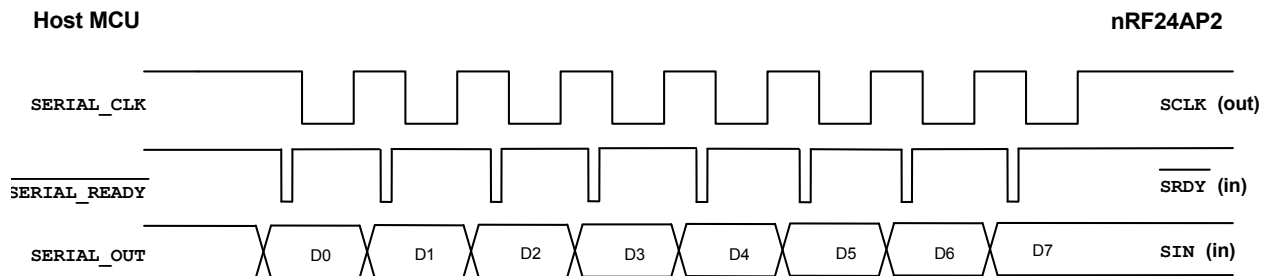 Host MCU nRF24AP2
SERIAL_CLK SCLK (out)
SERIAL_READY SRDY (in)
SERIAL_OUT D0 D1 D2 D3 D4 D5 D6 D7 SIN (in)